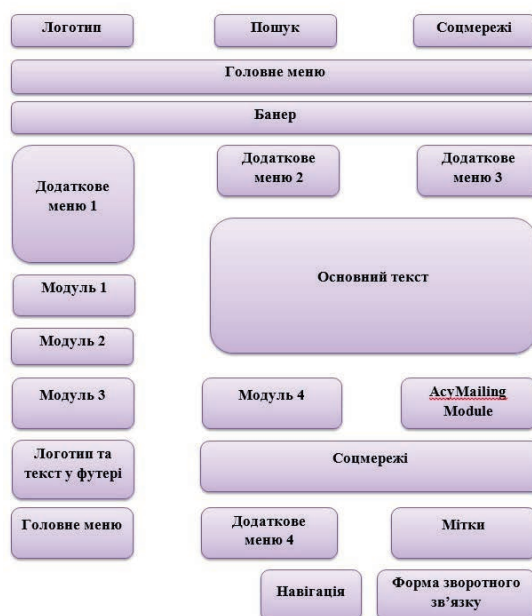 Логотип
Пошук
Соцмережі
Головне меню
Банер
Додаткове
меню 1
Додаткове
меню 2
Додаткове
меню 3
Основний текст
Модуль 1
Модуль 2
Модуль 3
Модуль 4
AcyMailing
Module
Логотип та
текст у футері
Соцмережі
Головне меню
Додаткове
меню 4
Мітки
Навігація
Форма зворотного
зв’язку